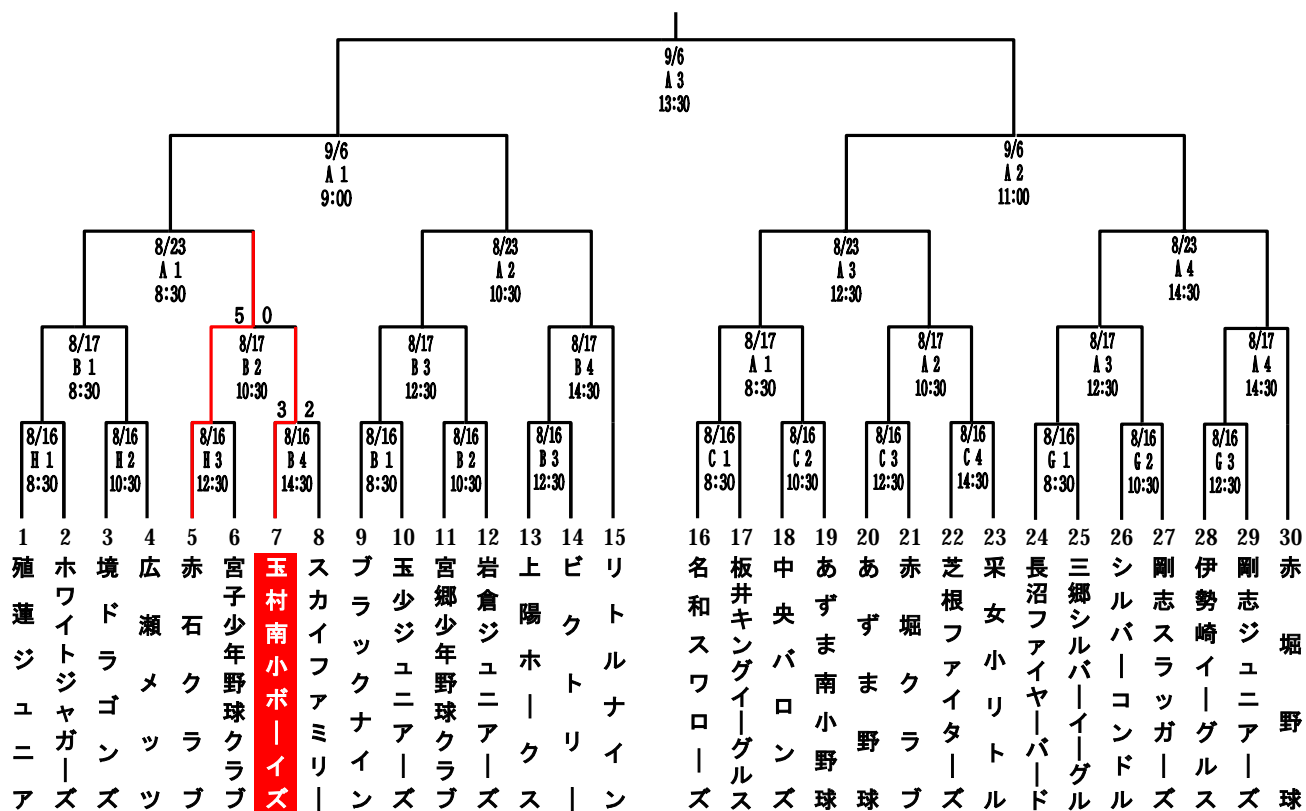 9/6
A 3
13:30
9/6
A 1
9:00
9/6
A 2
11:00
8/23
A 1
8:30
8/23
A 2
10:30
8/23
A 3
12:30
8/23
A 4
14:30
5 0
8/17
B 1
8:30
8/17
B 2
10:30
8/17
B 3
12:30
8/17
B 4
14:30
8/17
A 1
8:30
8/17
A 2
10:30
8/17
A 3
12:30
8/17
A 4
14:30
3 2
8/16
H 1
8:30
8/16
H 2
10:30
8/16
H 3
12:30
8/16
B 4
14:30
8/16
B 1
8:30
8/16
B 2
10:30
8/16
B 3
12:30
8/16
C 1
8:30
8/16
C 2
10:30
8/16
C 3
12:30
8/16
C 4
14:30
8/16
G 1
8:30
8/16
G 2
10:30
8/16
G 3
12:30
1
殖蓮ジュニア
2
ホワイトジャガーズ
3
境ドラゴンズ
4
広瀬メッツ
5
赤石クラブ
6
宮子少年野球クラブ
7
玉村南小ボーイズ
8
スカイファミリー
9
ブラックナイン
10
玉少ジュニアーズ
11
宮郷少年野球クラブ
12
岩倉ジュニアーズ
13
上陽ホークス
14
ビクトリー
15
リトルナイン
16
名和スワローズ
17
板井キングイーグルス
18
中央バロンズ
19
あずま南小野球
20
あずま野球
21
赤堀クラブ
22
芝根ファイターズ
23
采女小リトル
24
長沼ファイヤーバード
25
三郷シルバーイーグル
26
シルバーコンドル
27
剛志スラッガーズ
28
伊勢崎イーグルス
29
剛志ジュニアーズ
30
赤堀野球